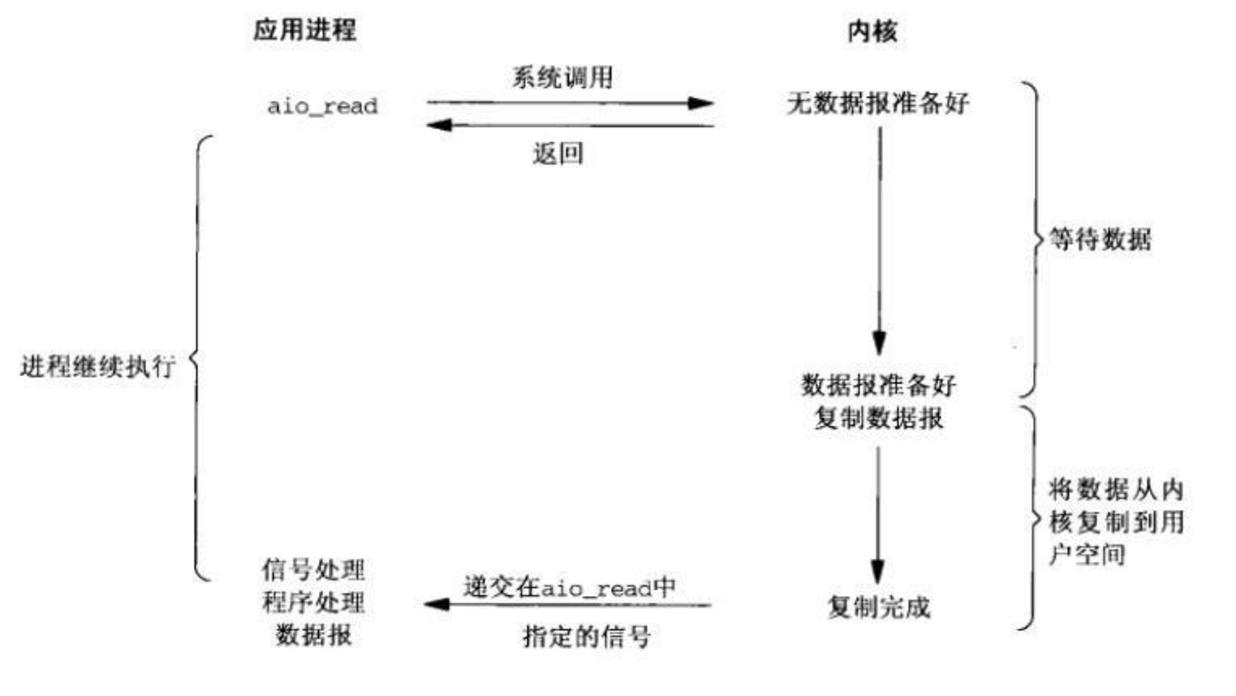 应用进程
内核
系统调用
aio_read
无数据报准备好
返回
等待数据
进程继续执行
数据报准备好
复制数据报
将数据从内
核复制到用
户空间
信号处理
程序处理
数据报
递交在aio_read中
指定的信号
复制完成